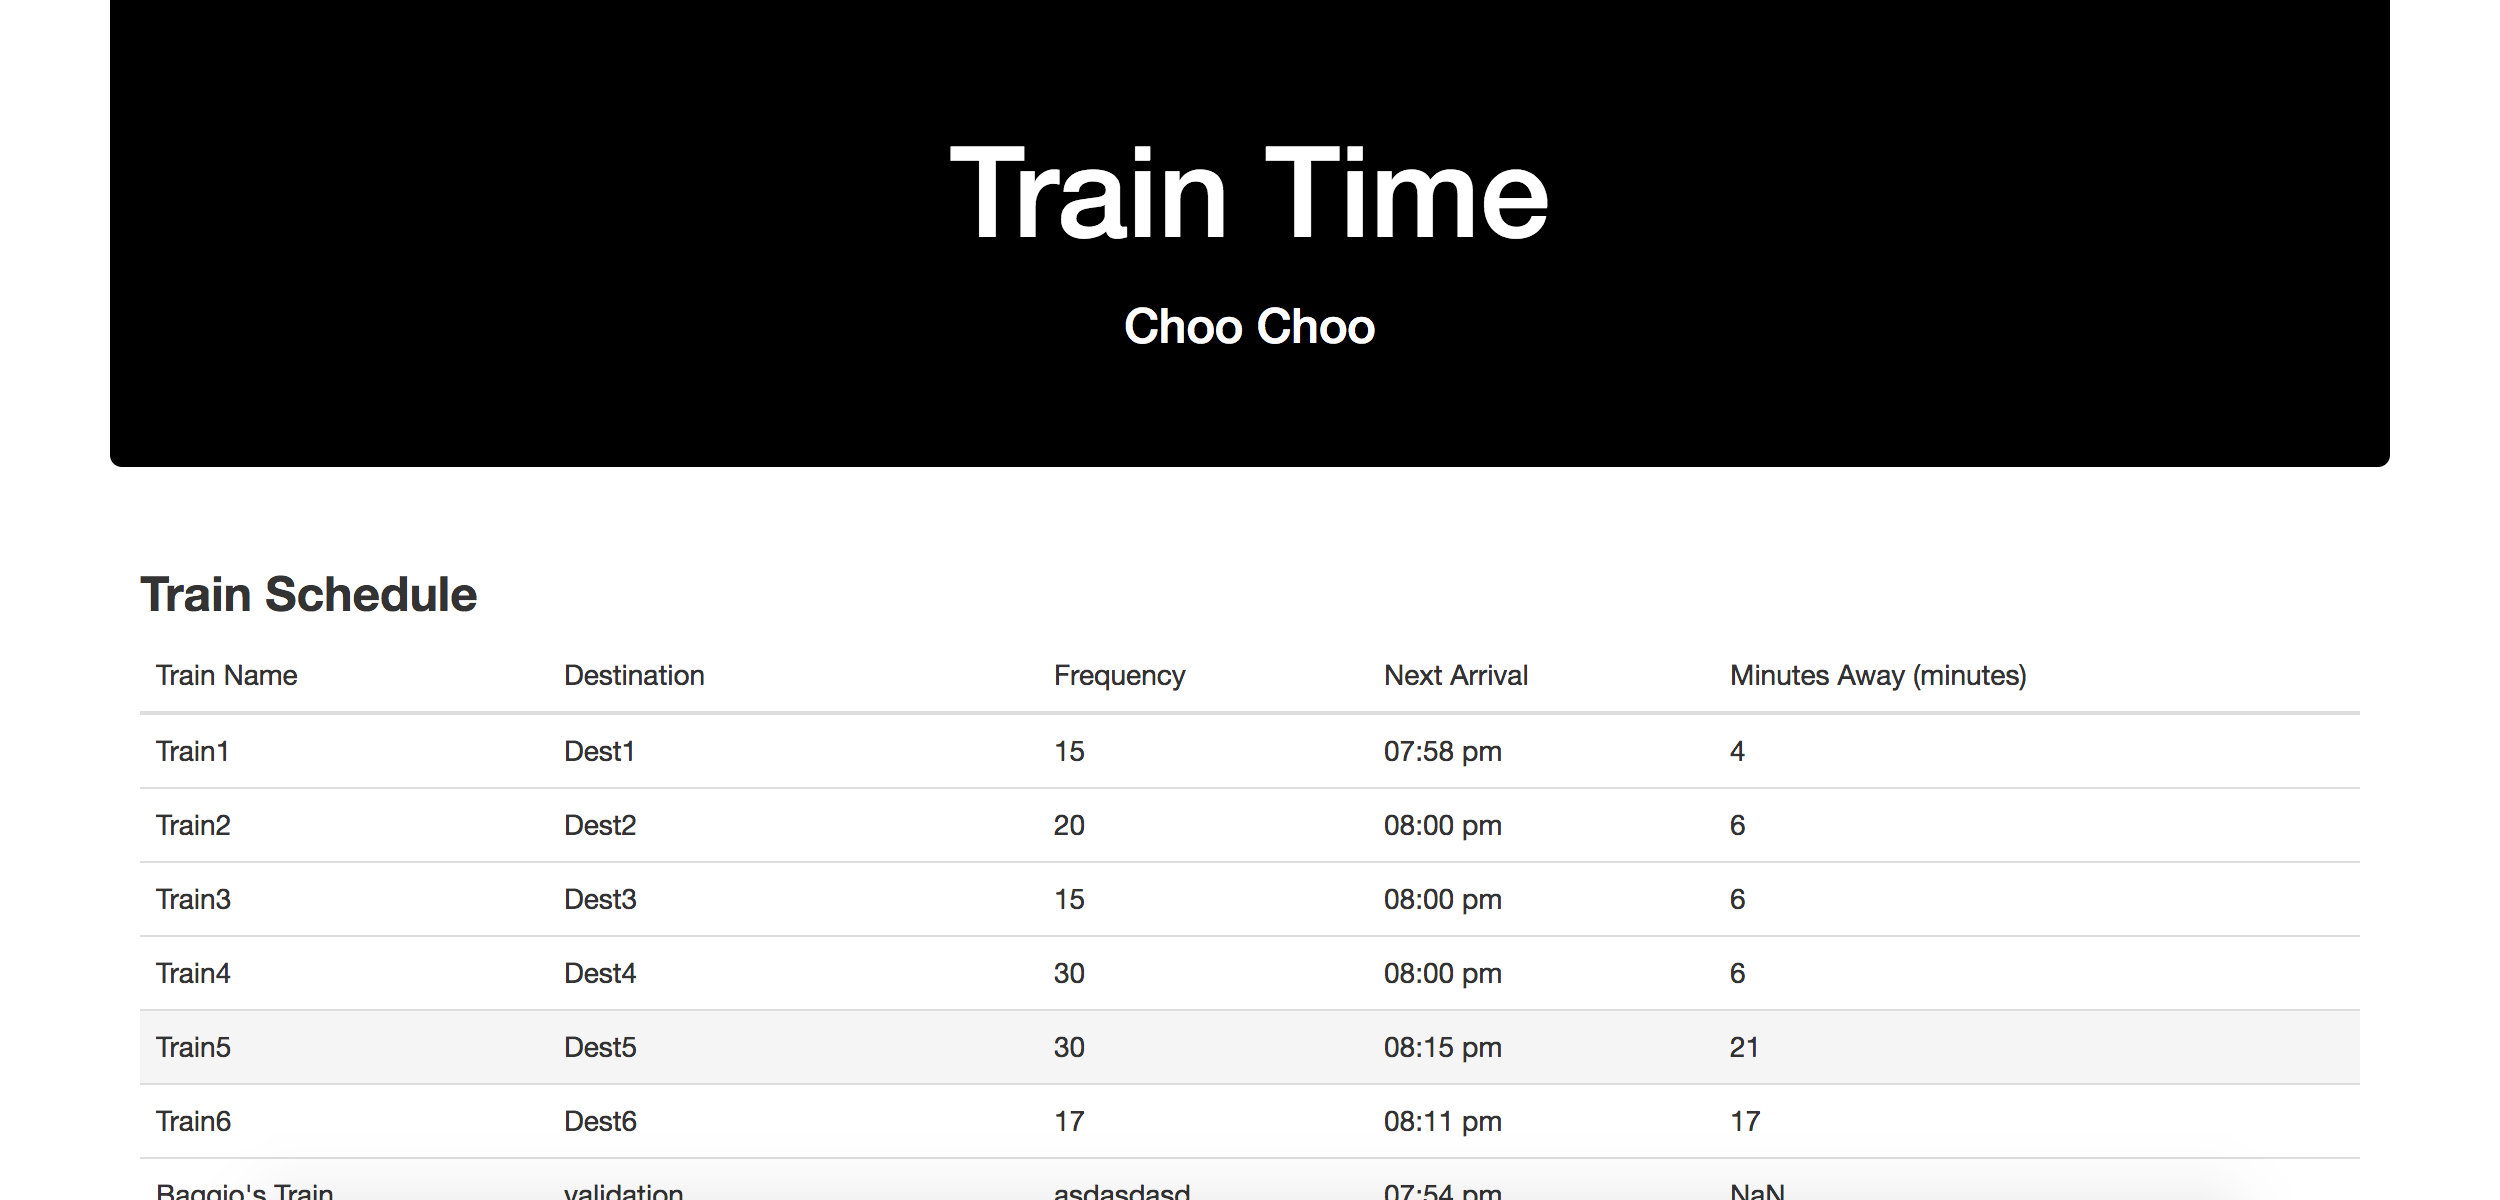 Train Time
Choo Choo
Train Schedule
Train Name Destination Frequency Next Arrival Minutes Away (minutes)
Train1 Dest1 15 07:58 pm 4
Train2 Dest2 20 08:00 pm 6
Train3 Dest3 15 08:00 pm 6
Train4 Dest4 30 08:00 pm 6
Train5 Dest5 30 08:15 pm 21
Train6 Dest6 17 08:11 pm 17
Baggio's Train validation asdasdasd 07:54 pm NaN